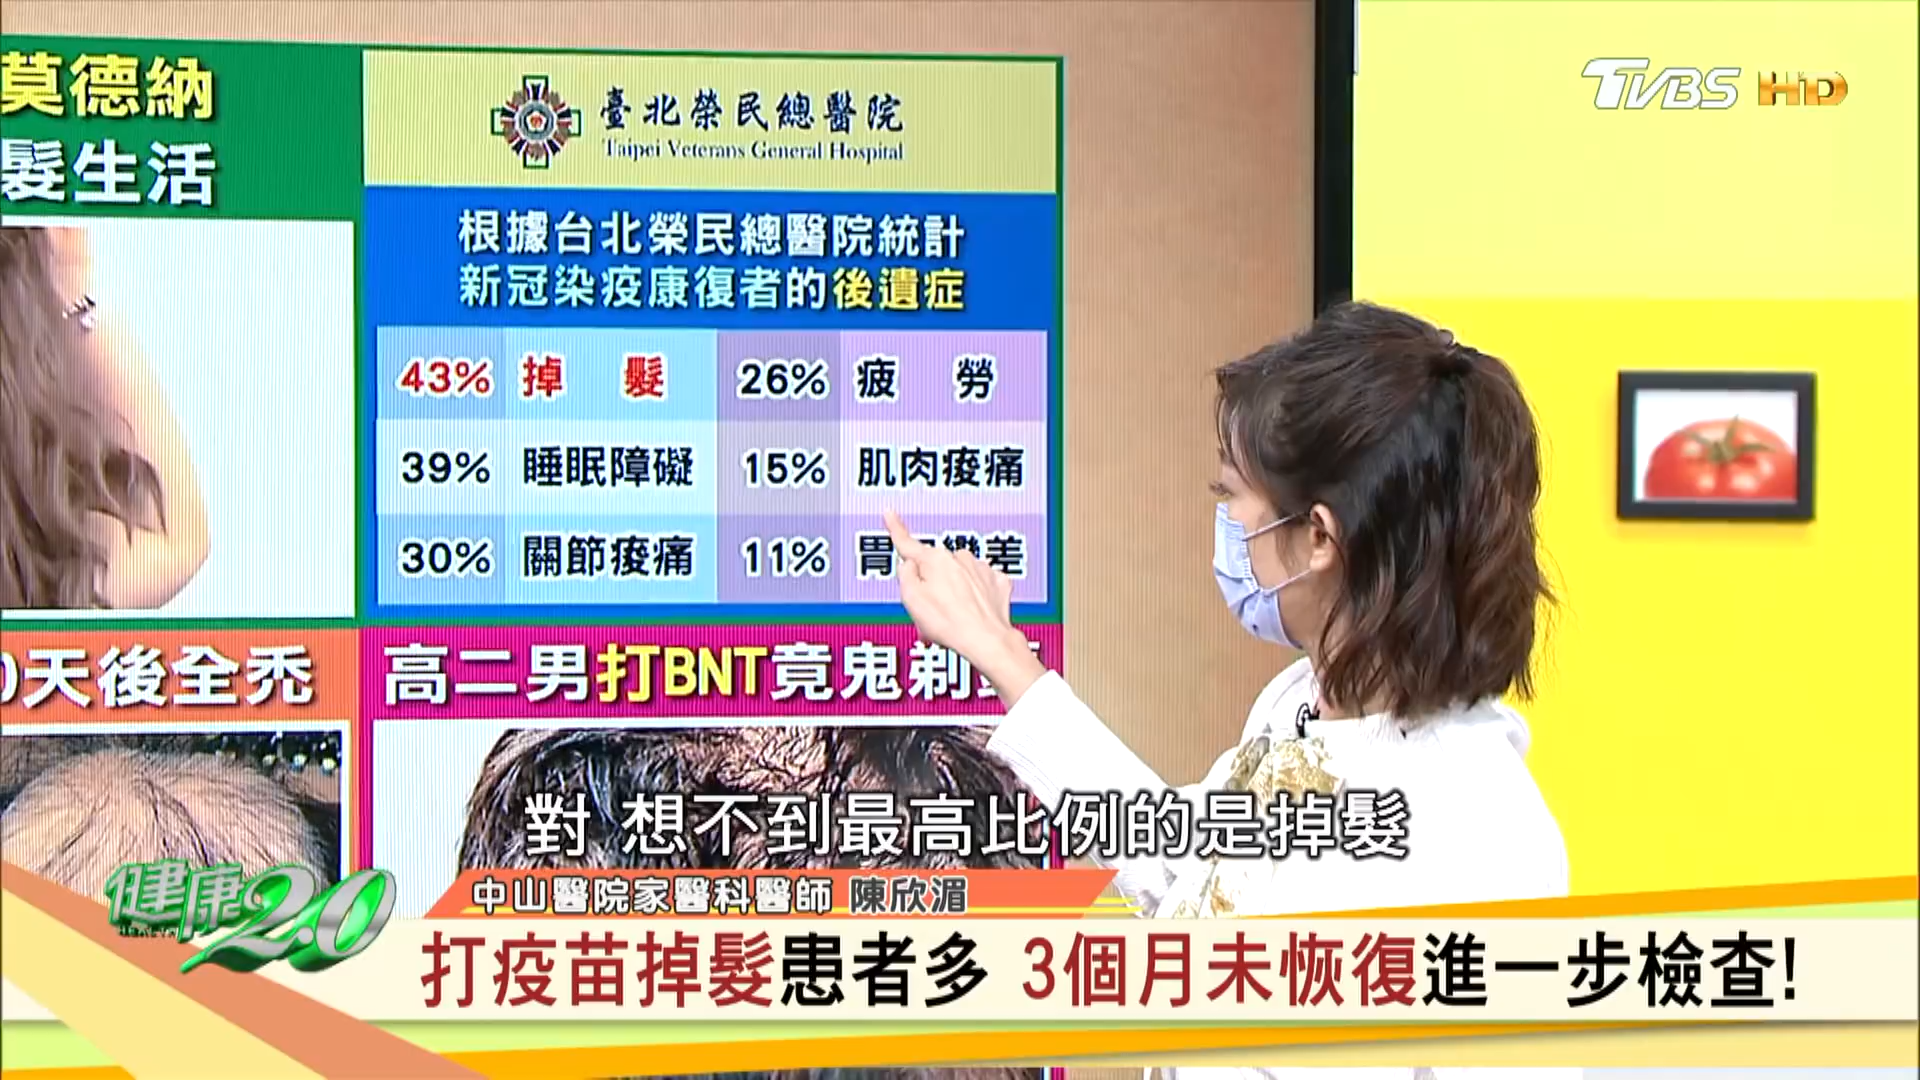 TVBS HD
莫德納
髮生活
臺北榮民總醫院
Taipei Veterans General Hospital
根據台北榮民總醫院統計
新冠染疫康復者的後遺症
43% 掉髮 26% 疲勞
39% 睡眠障礙 15% 肌肉痠痛
30% 關節痠痛 11% 胃 變差
0天後全禿
高二男打BNT竟鬼剃
對 想不到最高比例的是掉髮
健康2.0
中山醫院家醫科醫師 陳欣湄
打疫苗掉髮患者多 3個月未恢復進一步檢查!